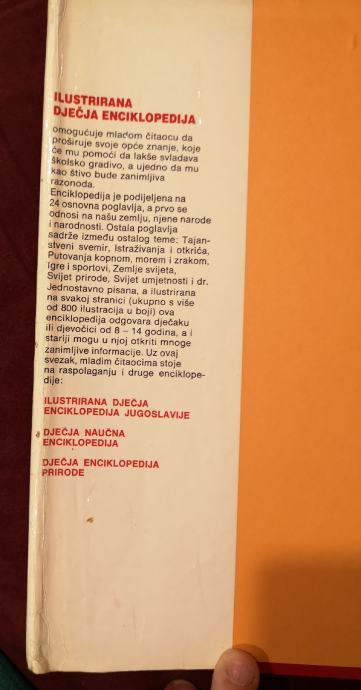 ILUSTRIRANA
DJEČJA ENCIKLOPEDIJA
omogućuje mladom čitaocu da
proširuje svoje opće znanje, koje
će mu pomoći da lakše svladava
školsko gradivo, a ujedno da mu
kao štivo bude zanimljiva
razonoda.
Enciklopedija je podijeljena na
24 osnovna poglavlja, a prvo se
odnosi na našu zemlju, njene narode
i narodnosti. Ostala poglavlja
sadrže između ostalog teme: Tajan-
stveni svemir, Istraživanja i otkrića,
Putovanja kopnom, morem i zrakom,
Igre i sportovi, Zemlje svijeta,
Svijet prirode, Svijet umjetnosti i dr.
Jednostavno pisana, a ilustrirana
na svakoj stranici (ukupno s više
od 800 ilustracija u boji) ova
enciklopedija odgovara dječaku
ili djevojčici od 8 – 14 godina, a i
stariji mogu u njoj otkriti mnoge
zanimljive informacije. Uz ovaj
svezak, mladim čitaocima stoje
na raspolaganju i druge enciklope-
dije:
ILUSTRIRANA DJEČJA
ENCIKLOPEDIJA JUGOSLAVIJE
DJEČJA NAUČNA
ENCIKLOPEDIJA
DJEČJA ENCIKLOPEDIJA
PRIRODE